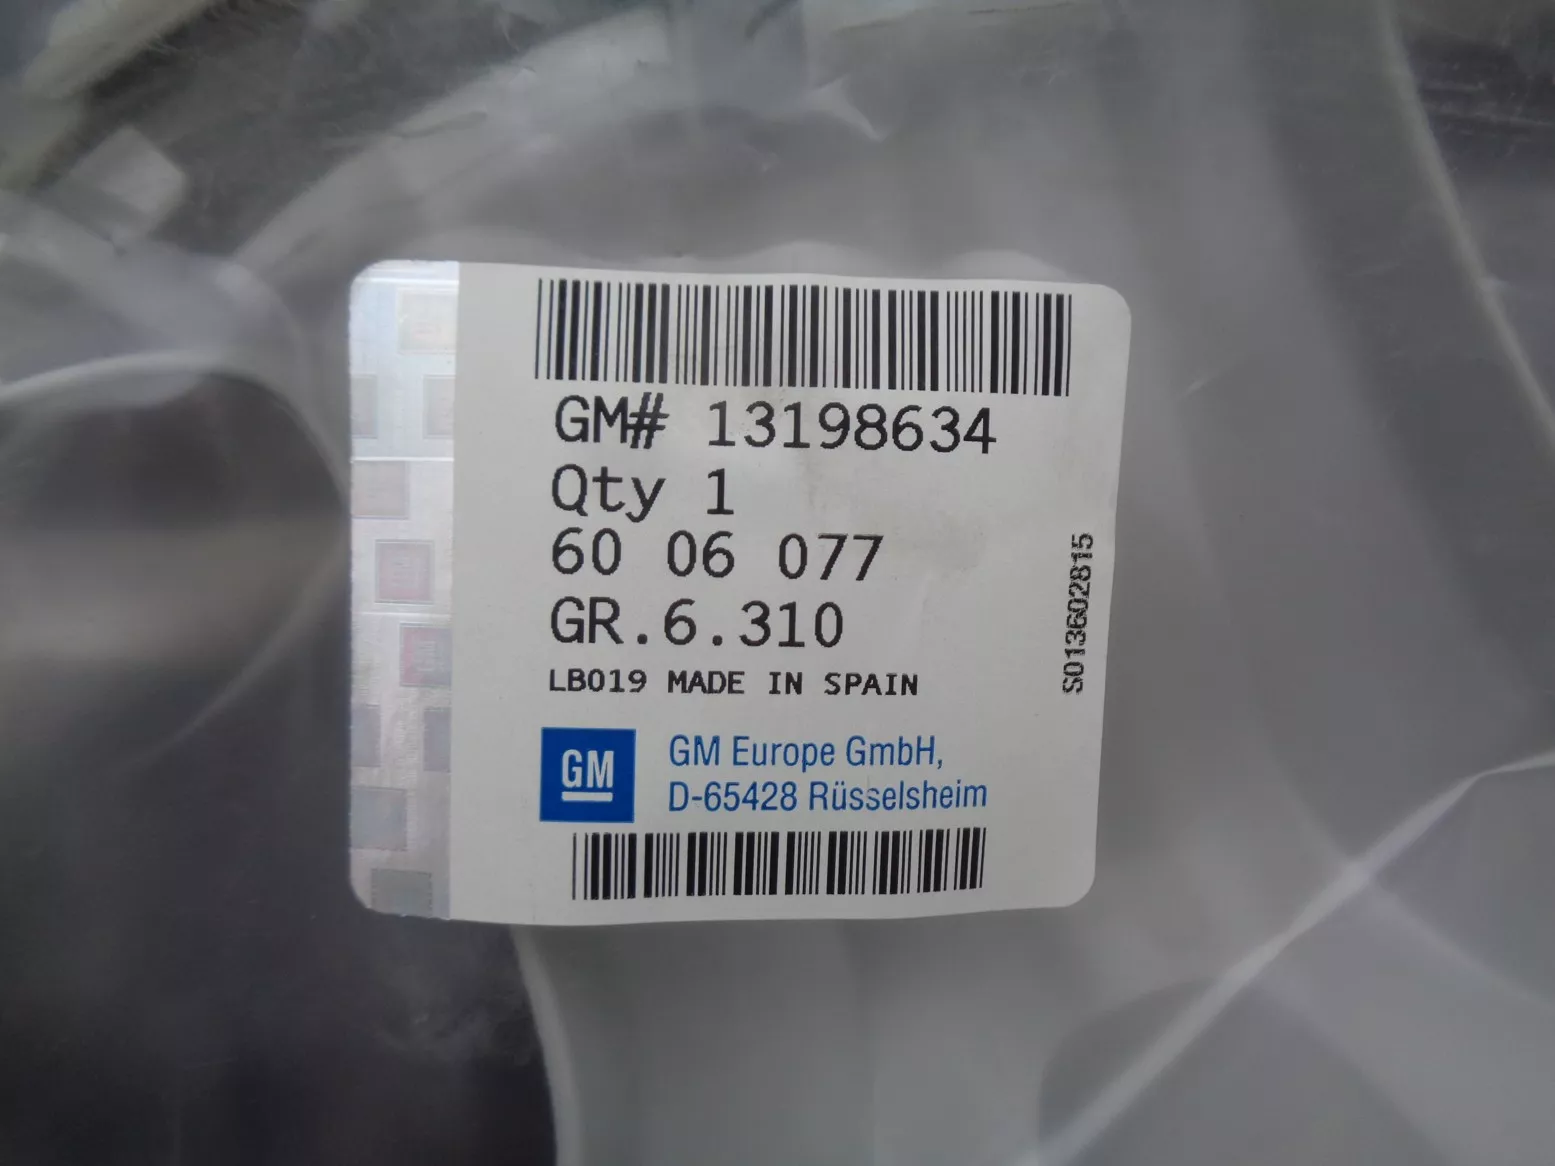 GM# 13198634
Qty 1
60 06 077
GR.6.310
LB019 MADE IN SPAIN
S013602815
GM
GM Europe GmbH,
D-65428 Rüsselsheim